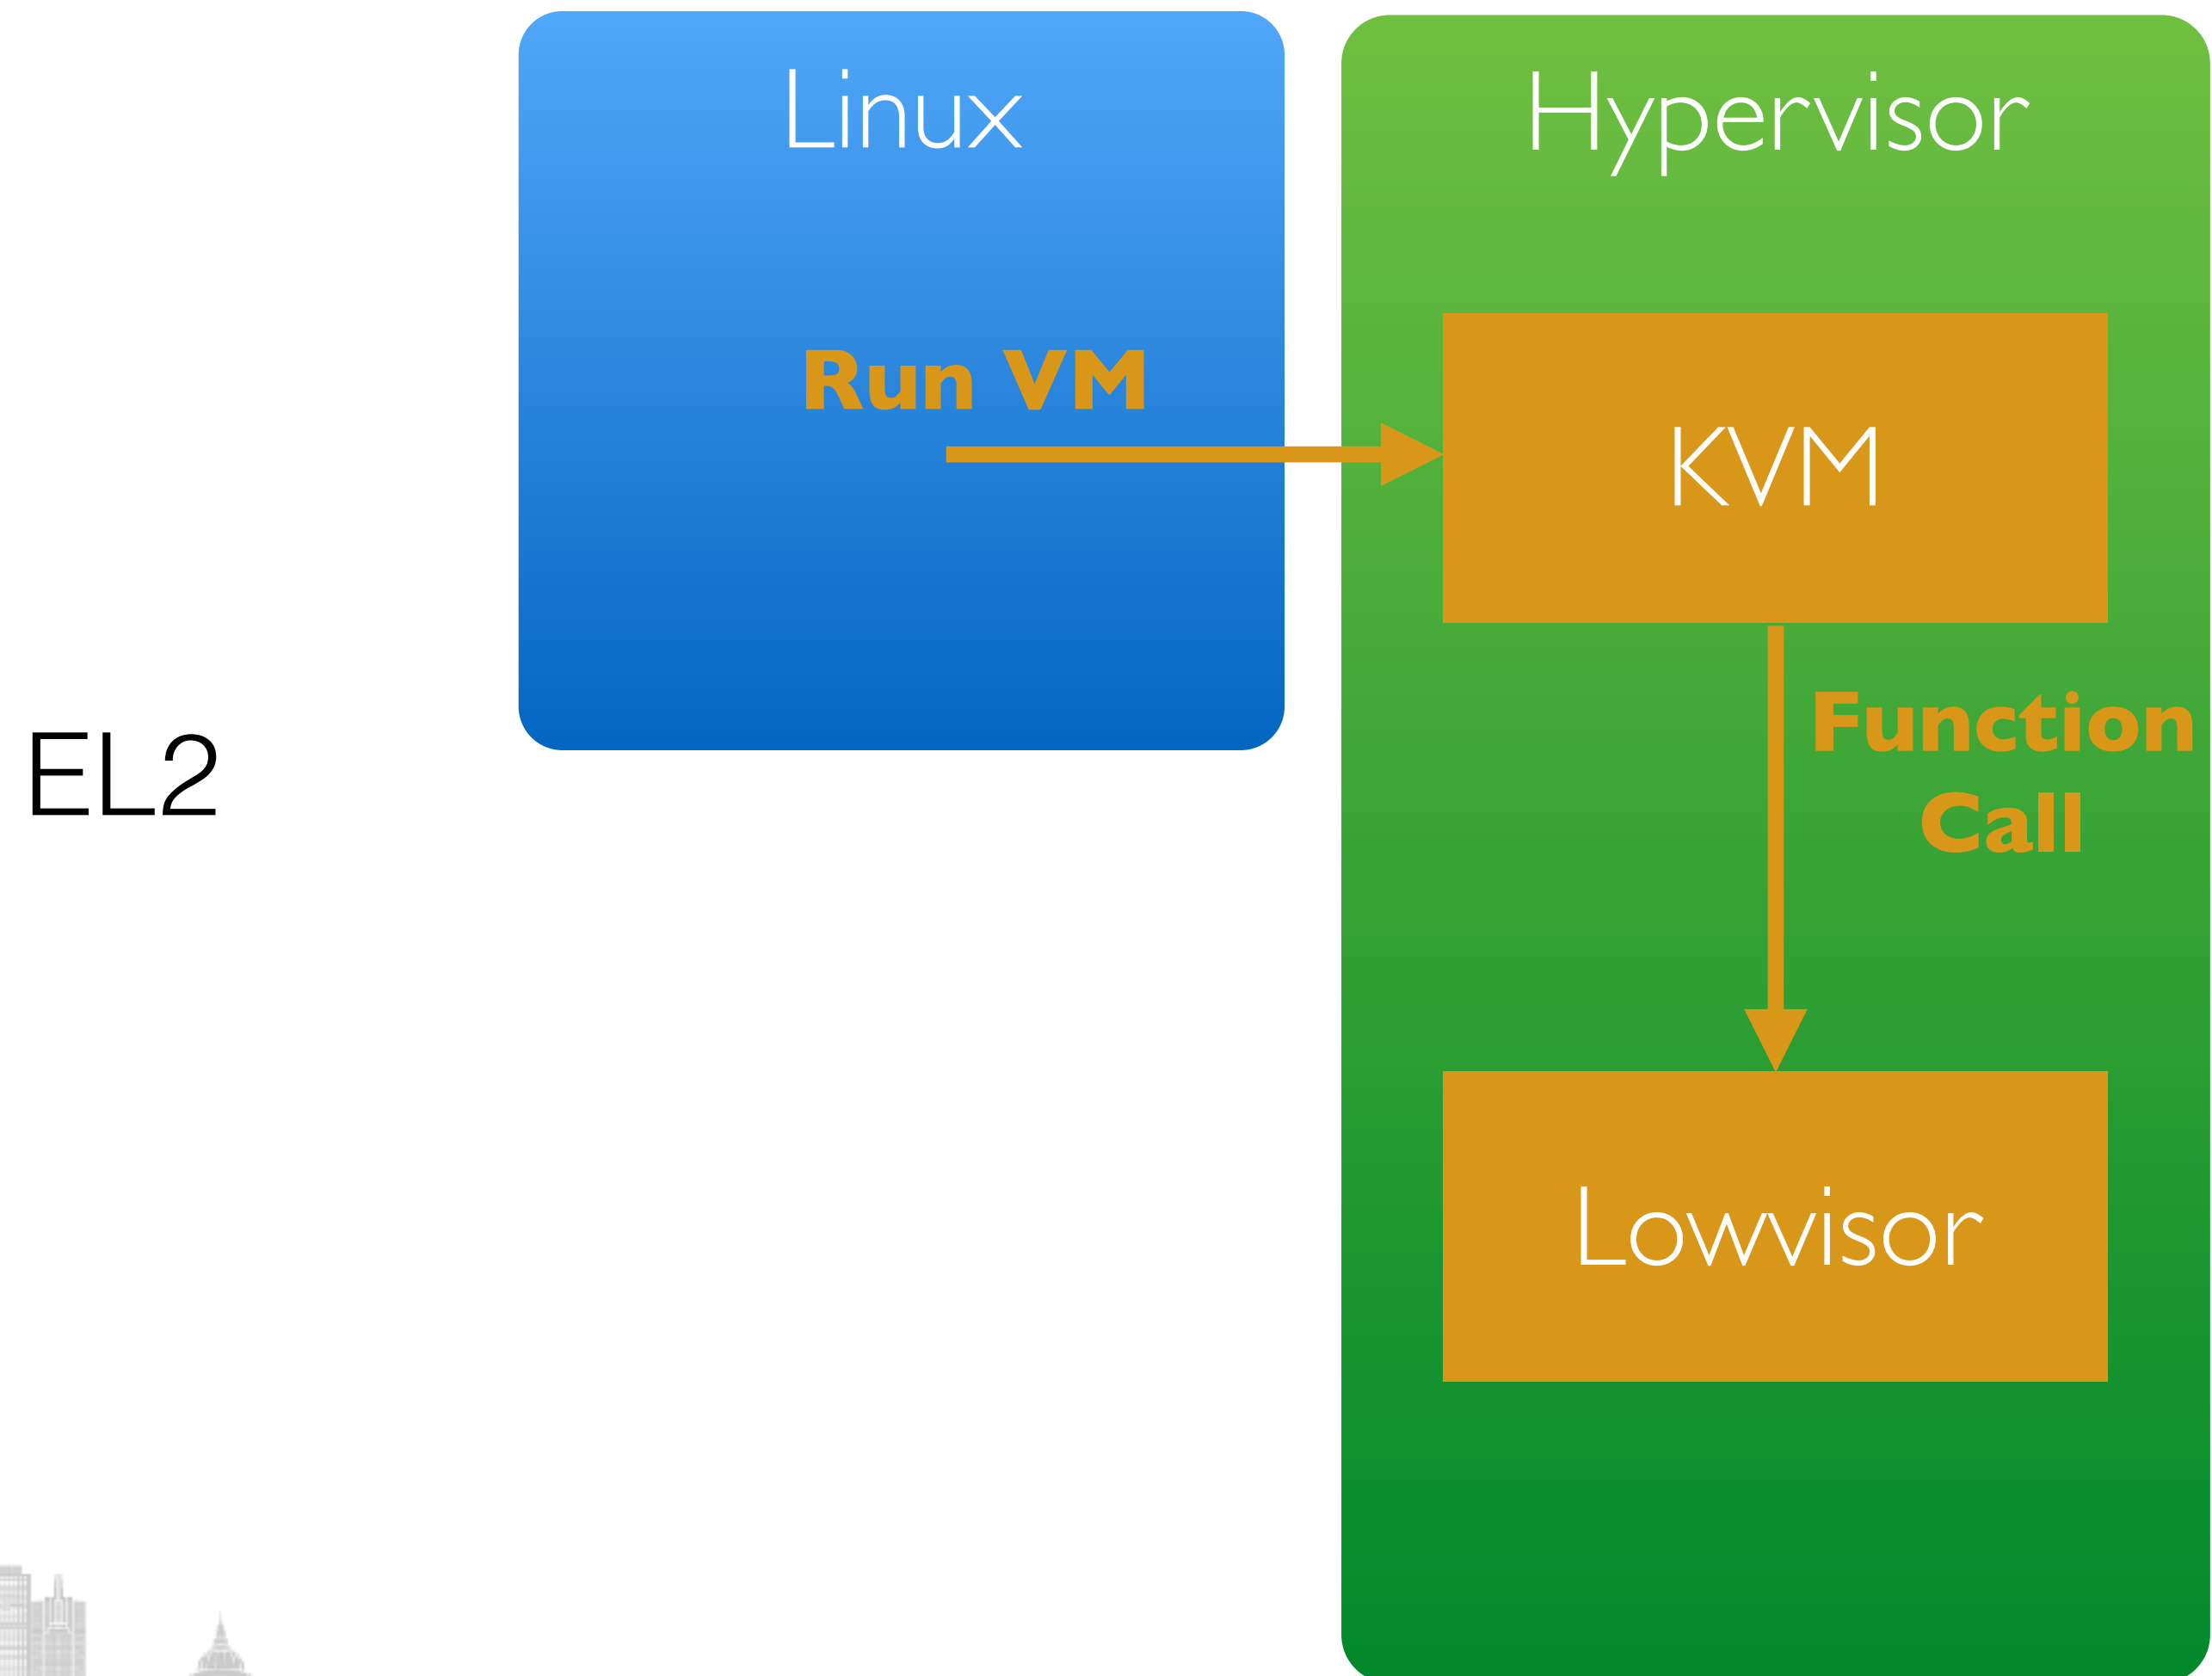 Linux
Hypervisor
Run VM
KVM
EL2
Function
Call
Lowvisor